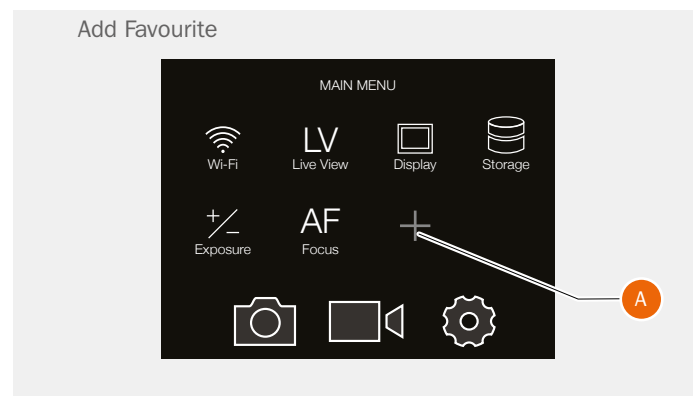 Add Favourite
MAIN MENU
LV
Wi-Fi
Live View
Display
Storage
+/-
AF
Exposure
Focus
+
A